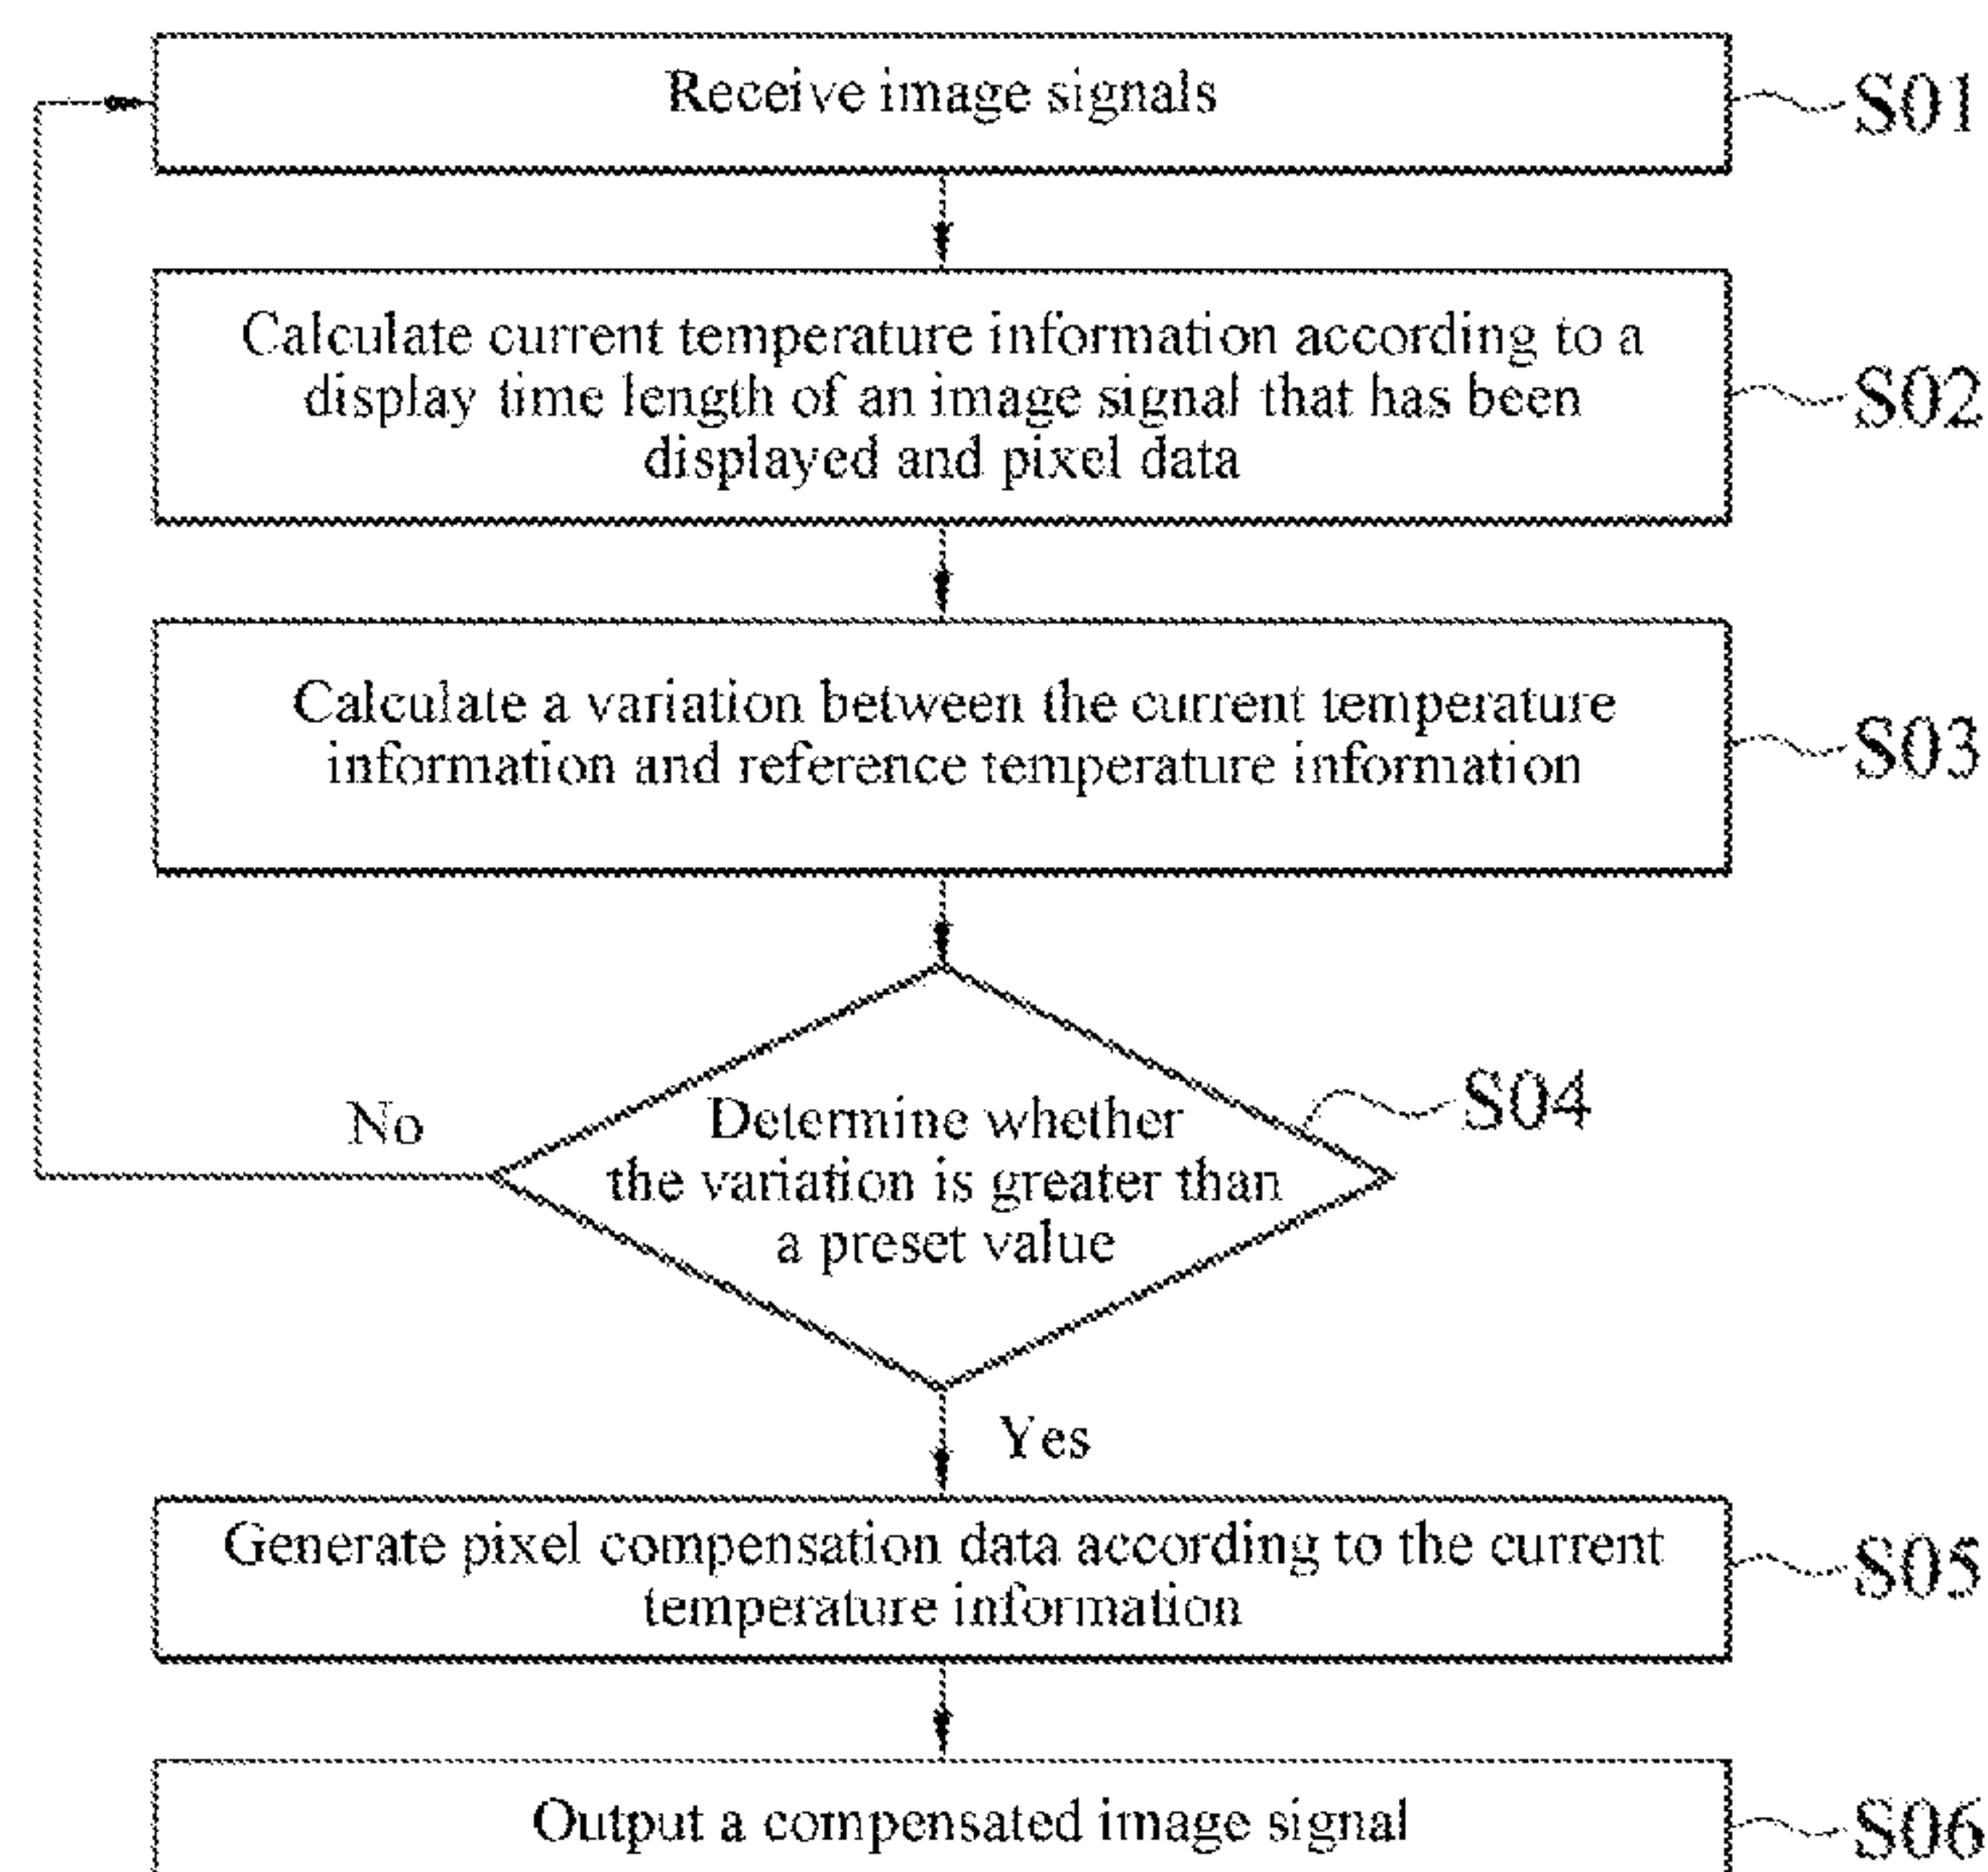 Receive image signals
S01
Calculate current temperature information according to a
display time length of an image signal that has been
displayed and pixel data
S02
Calculate a variation between the current temperature
information and reference temperature information
S03
No
Determine whether
the variation is greater than
a preset value
S04
Yes
Generate pixel compensation data according to the current
temperature information
S05
Output a compensated image signal
S06